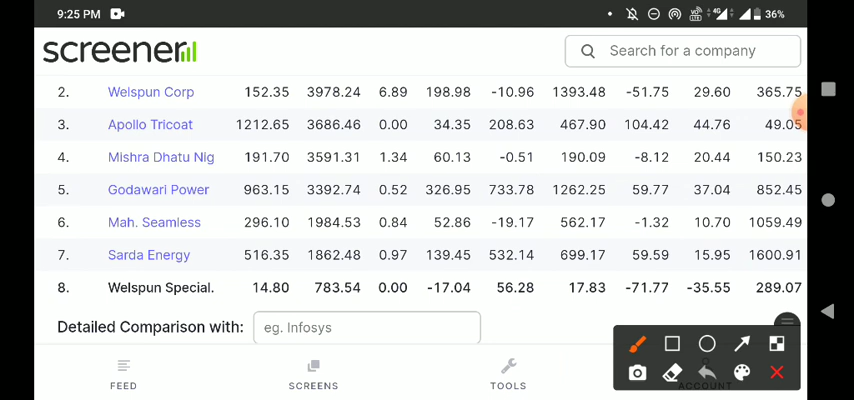 9:25 PM VO LTE 4G 36%
screener
Search for a company
2. Welspun Corp 152.35 3978.24 6.89 198.98 -10.96 1393.48 -51.75 29.60 365.75
3. Apollo Tricoat 1212.65 3686.46 0.00 34.35 208.63 467.90 104.42 44.76 49.05
4. Mishra Dhatu Nig 191.70 3591.31 1.34 60.13 -0.51 190.09 -8.12 20.44 150.23
5. Godawari Power 963.15 3392.74 0.52 326.95 733.78 1262.25 59.77 37.04 852.45
6. Mah. Seamless 296.10 1984.53 0.84 52.86 -19.17 562.17 -1.32 10.70 1059.49
7. Sarda Energy 516.35 1862.48 0.97 139.45 532.14 699.17 59.59 15.95 1600.91
8. Welspun Special. 14.80 783.54 0.00 -17.04 56.28 17.83 -71.77 -35.55 289.07
Detailed Comparison with: eg. Infosys
FEED SCREENS TOOLS ACCOUNT